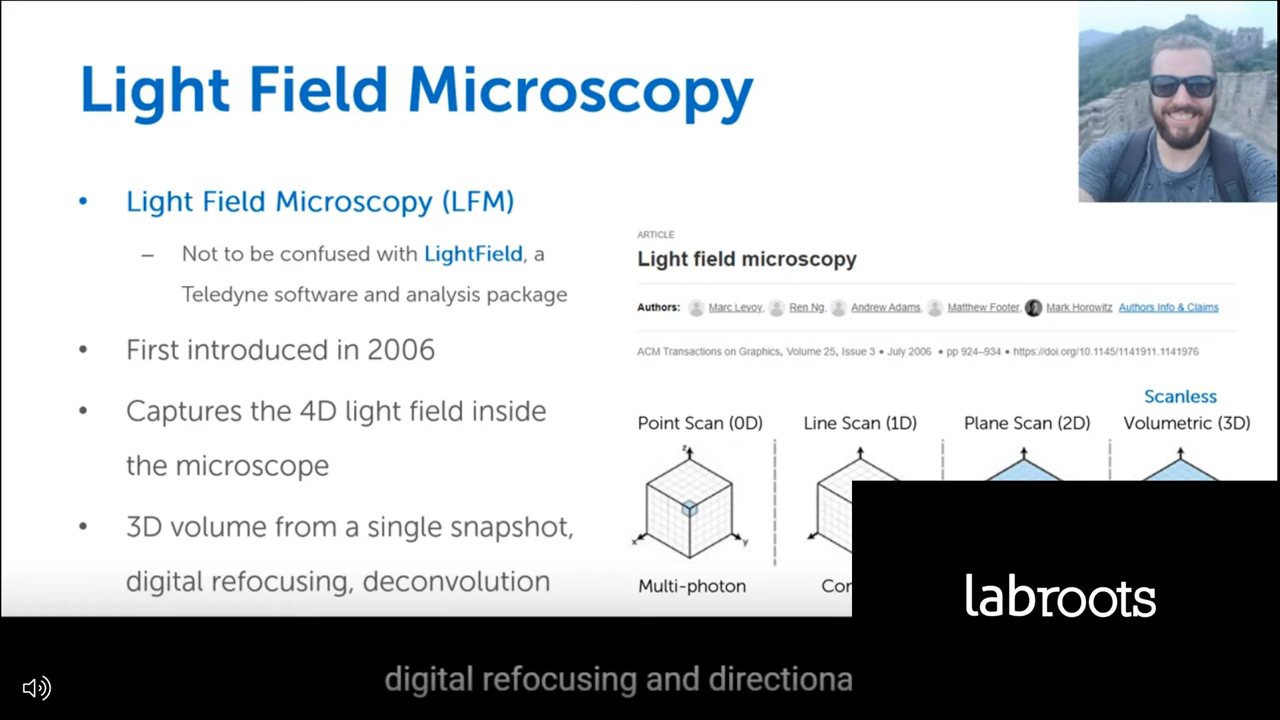 Light Field Microscopy
• Light Field Microscopy (LFM)
– Not to be confused with LightField, a
Teledyne software and analysis package
• First introduced in 2006
• Captures the 4D light field inside
the microscope
• 3D volume from a single snapshot,
digital refocusing, deconvolution
ARTICLE
Light field microscopy
Authors: Marc Levoy, Ren Ng, Andrew Adams, Matthew Footer, Mark Horowitz Authors Info & Claims
ACM Transactions on Graphics, Volume 25, Issue 3 • July 2006 • pp 924–934 • https://doi.org/10.1145/1141911.1141976
Scanless
Point Scan (0D) Line Scan (1D) Plane Scan (2D) Volumetric (3D)
z
x y
Multi-photon Con
labroots
digital refocusing and directiona